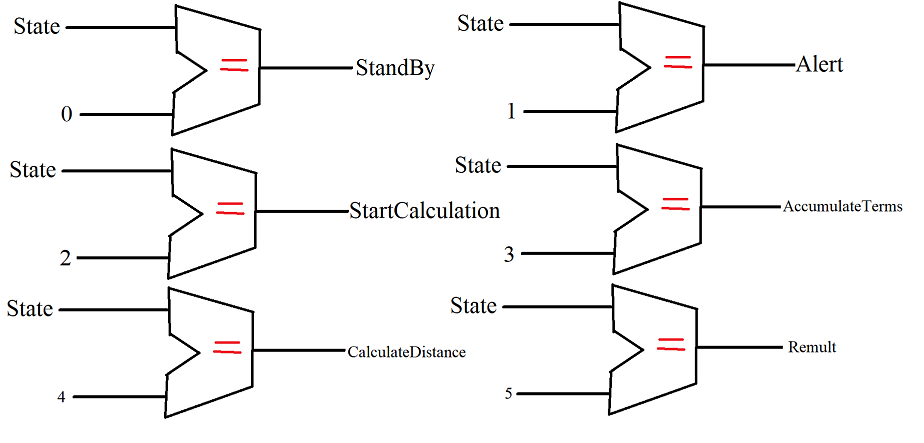 State
StandBy
0
State
Alert
1
State
StartCalculation
2
State
AccumulateTerms
3
State
CalculateDistance
4
State
Remult
5